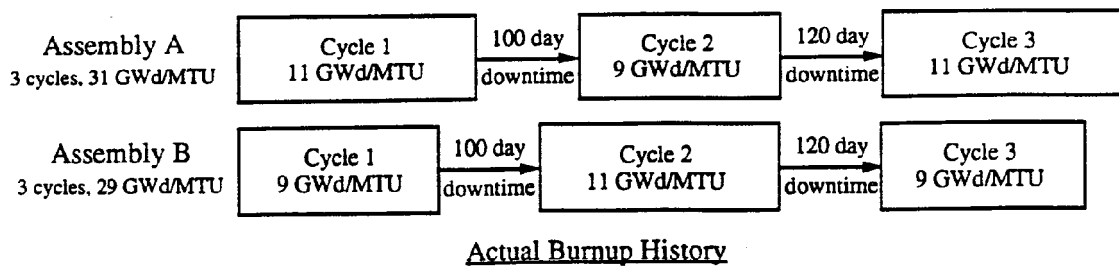 Assembly A
3 cycles, 31 GWd/MTU
Cycle 1
11 GWd/MTU
100 day
downtime
Cycle 2
9 GWd/MTU
120 day
downtime
Cycle 3
11 GWd/MTU
Assembly B
3 cycles, 29 GWd/MTU
Cycle 1
9 GWd/MTU
100 day
downtime
Cycle 2
11 GWd/MTU
120 day
downtime
Cycle 3
9 GWd/MTU
Actual Burnup History